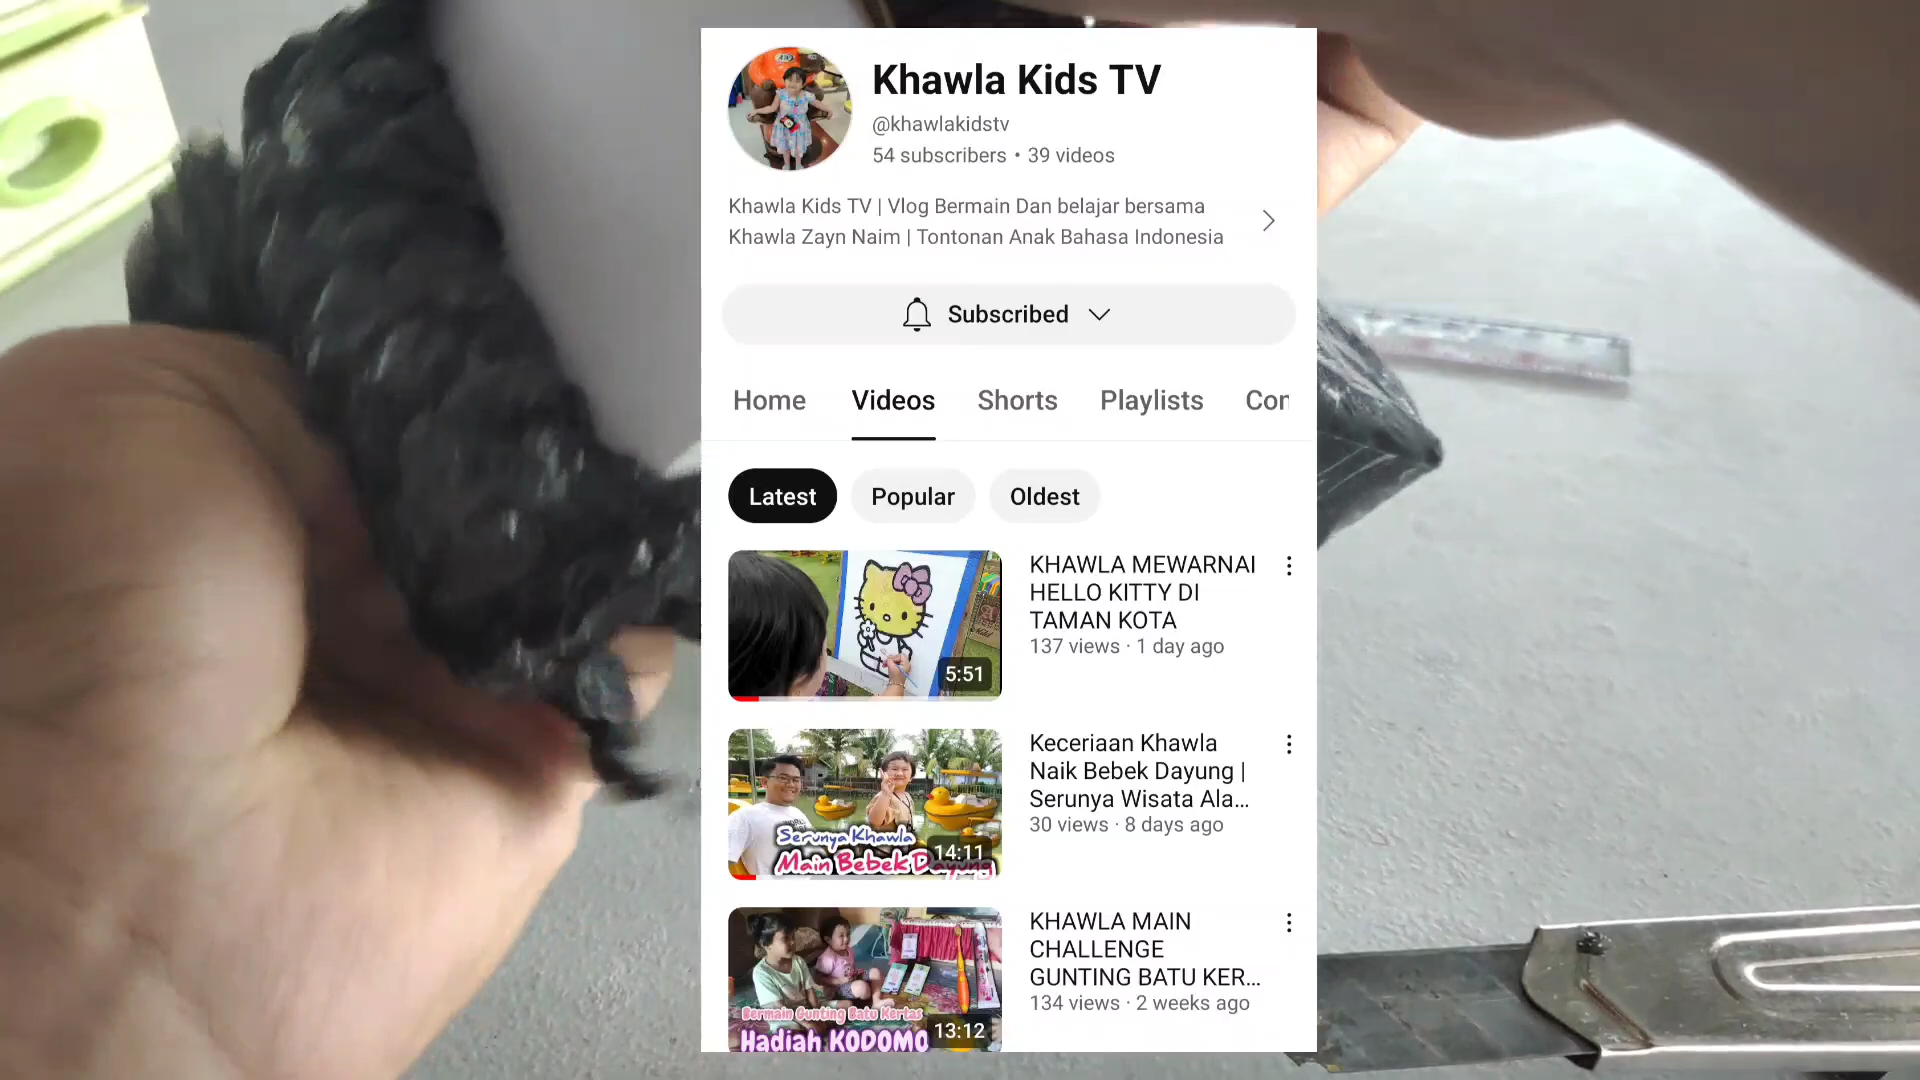 Khawla Kids TV
@khawlakidstv
54 subscribers • 39 videos
Khawla Kids TV | Vlog Bermain Dan belajar bersama
Khawla Zayn Naim | Tontonan Anak Bahasa Indonesia
Subscribed
Home Videos Shorts Playlists Con
Latest Popular Oldest
KHAWLA MEWARNAI
HELLO KITTY DI
TAMAN KOTA
137 views · 1 day ago
5:51
Keceriaan Khawla
Naik Bebek Dayung |
Serunya Wisata Ala...
30 views · 8 days ago
Serunya Khawla
Main Bebek Dayung
14:11
KHAWLA MAIN
CHALLENGE
GUNTING BATU KER...
134 views · 2 weeks ago
Bermain Gunting Batu Kertas
Hadiah KODOMO
13:12